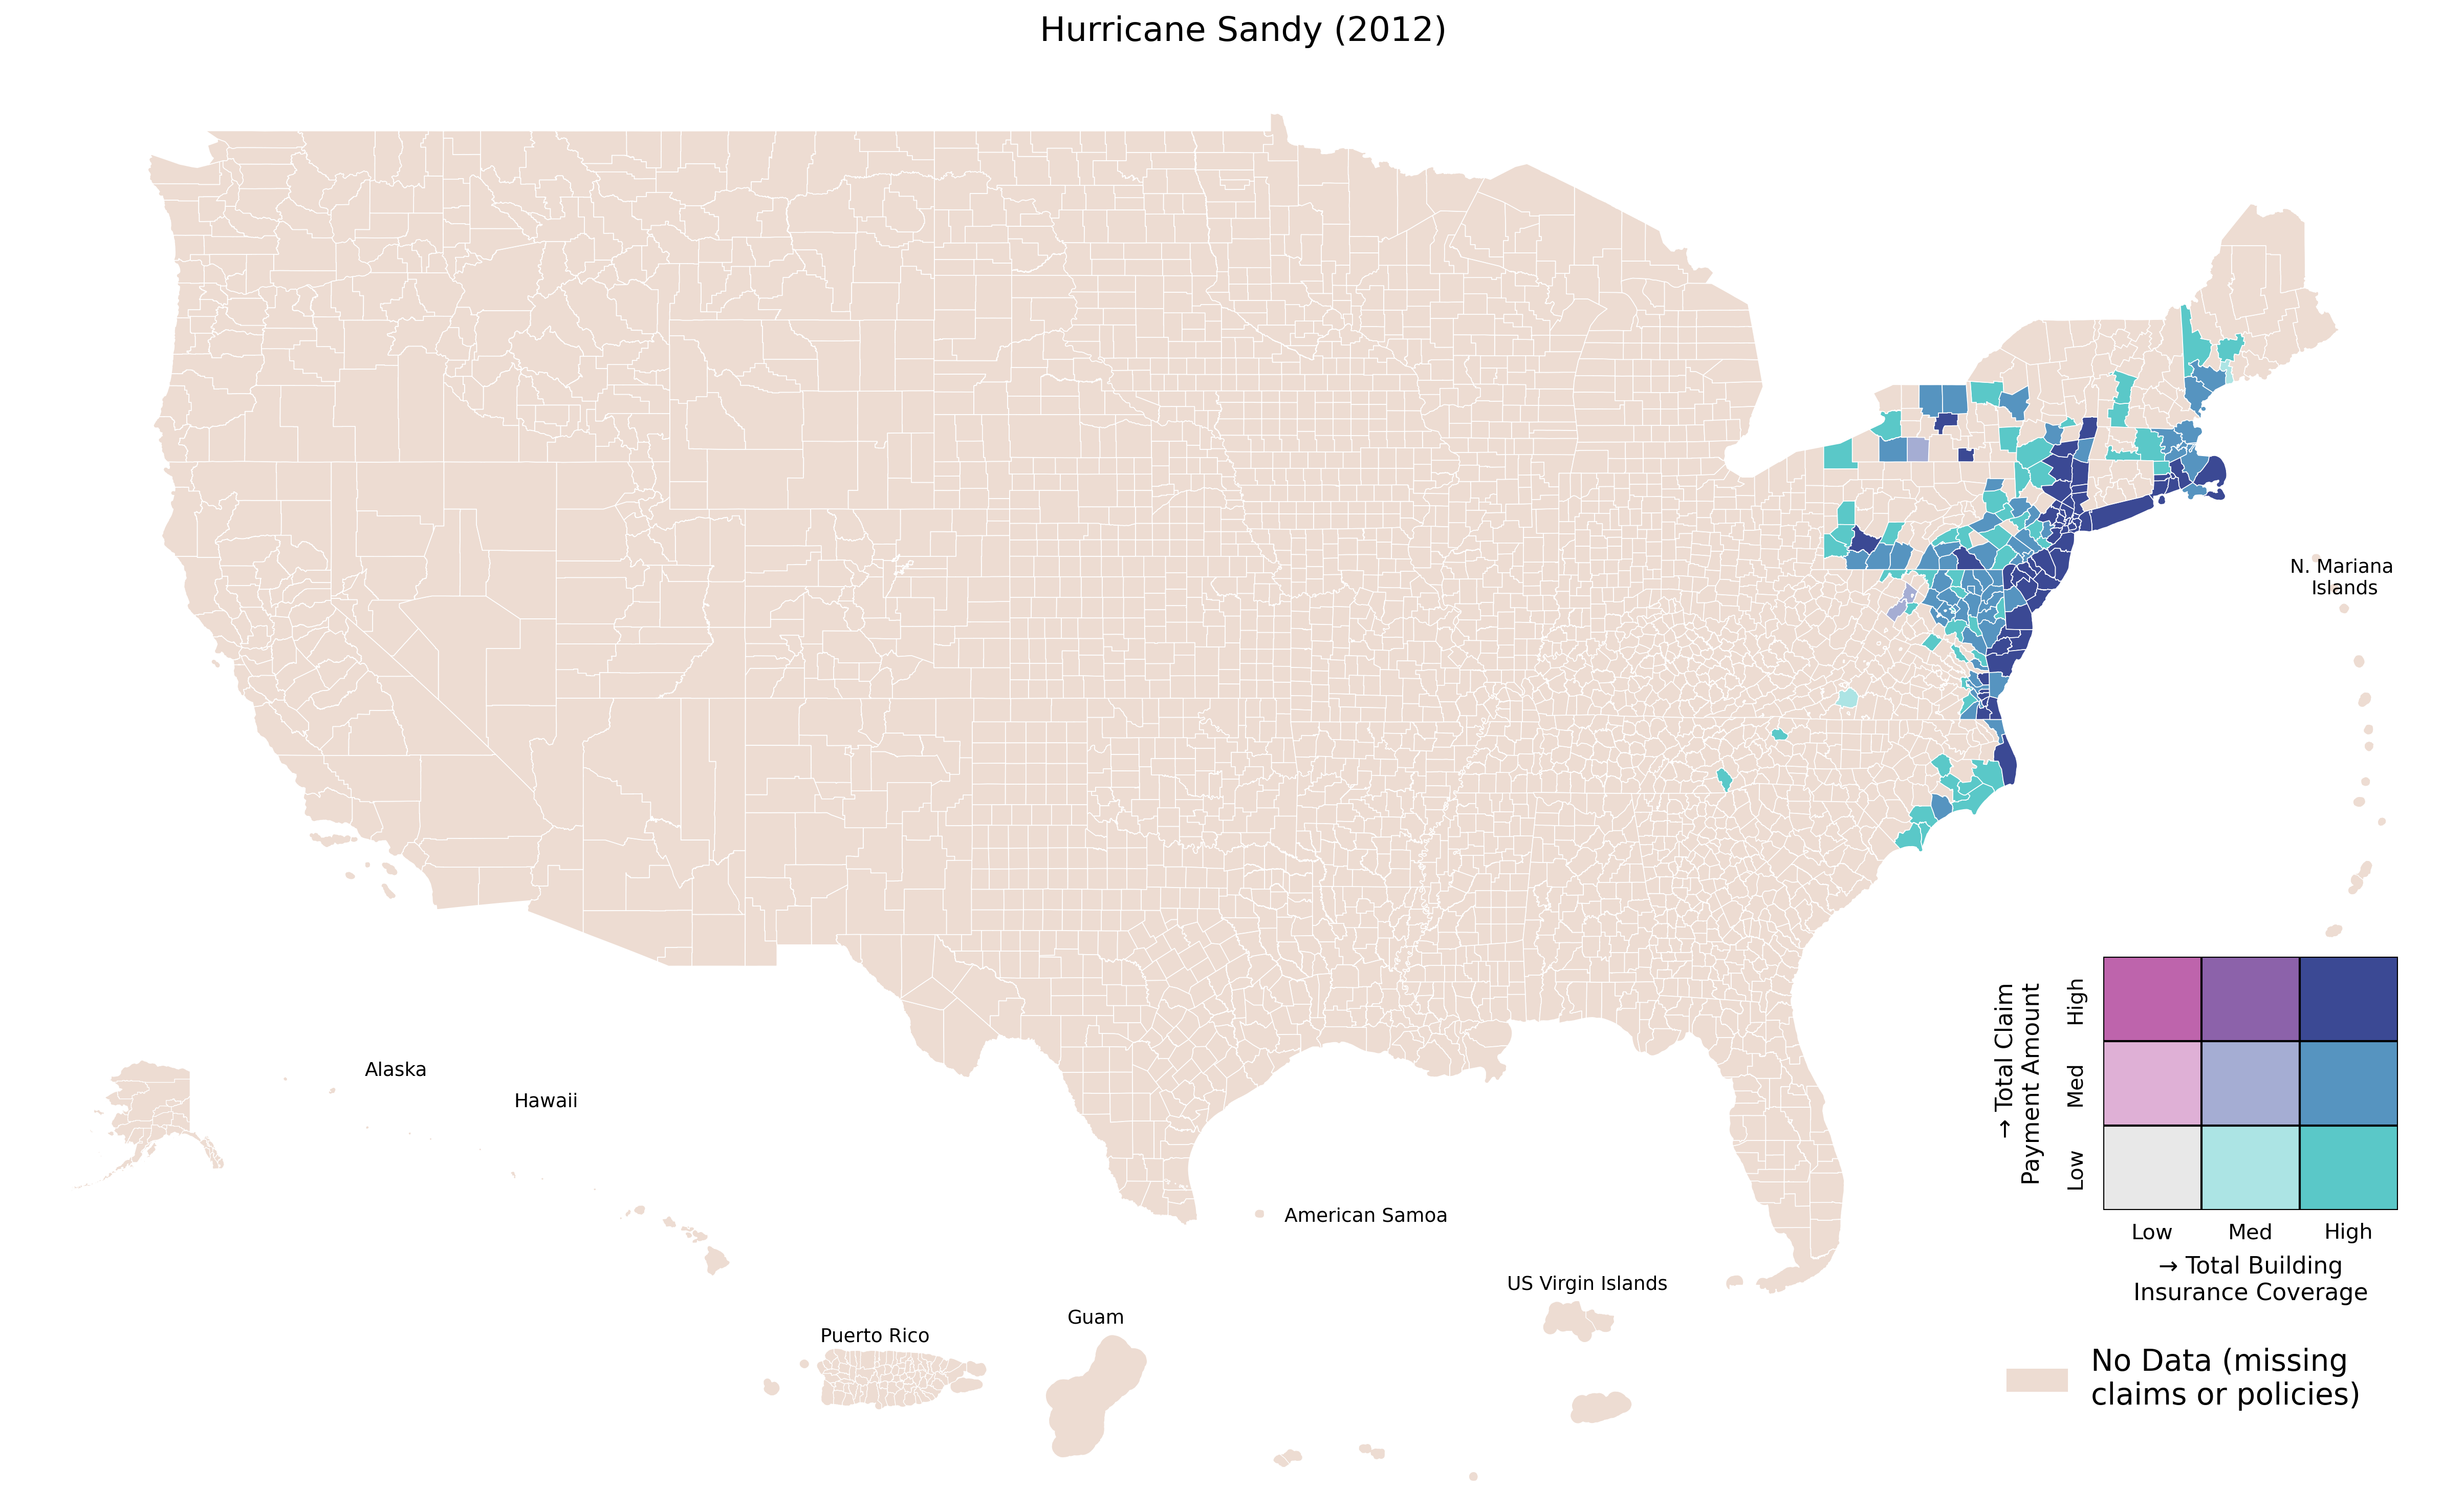 Hurricane Sandy (2012)
N. Mariana
Islands
Alaska
Hawaii
American Samoa
US Virgin Islands
Guam
Puerto Rico
→ Total Claim
Payment Amount
High
Med
Low
Low
Med
High
→ Total Building
Insurance Coverage
No Data (missing
claims or policies)